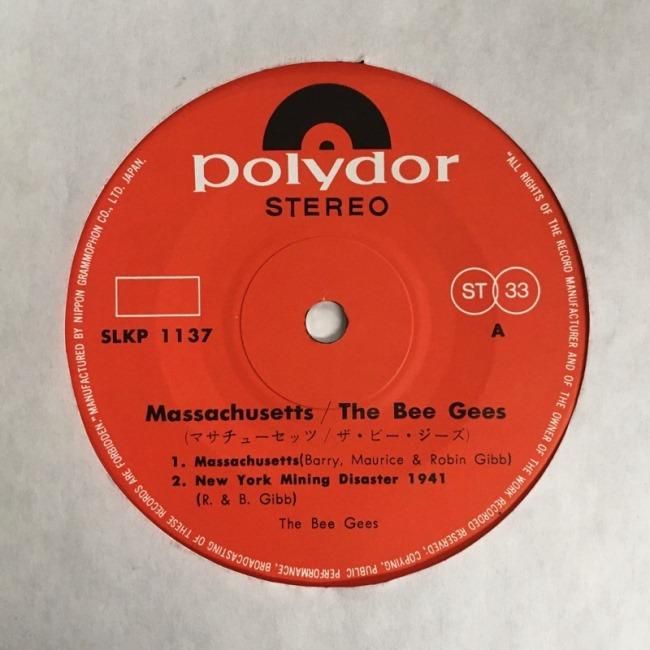 polydor
STEREO
ST 33
SLKP 1137
A
Massachusetts / The Bee Gees
(マサチューセッツ / ザ・ビー・ジーズ)
1. Massachusetts (Barry, Maurice & Robin Gibb)
2. New York Mining Disaster 1941
(R. & B. Gibb)
The Bee Gees
"ALL RIGHTS OF THE RECORD MANUFACTURER AND OF THE OWNER OF THE WORK RECORDED RESERVED; COPYING, PUBLIC PERFORMANCE, BROADCASTING OF THESE RECORDS ARE FORBIDDEN." MANUFACTURED BY NIPPON GRAMMOPHON CO., LTD. JAPAN.